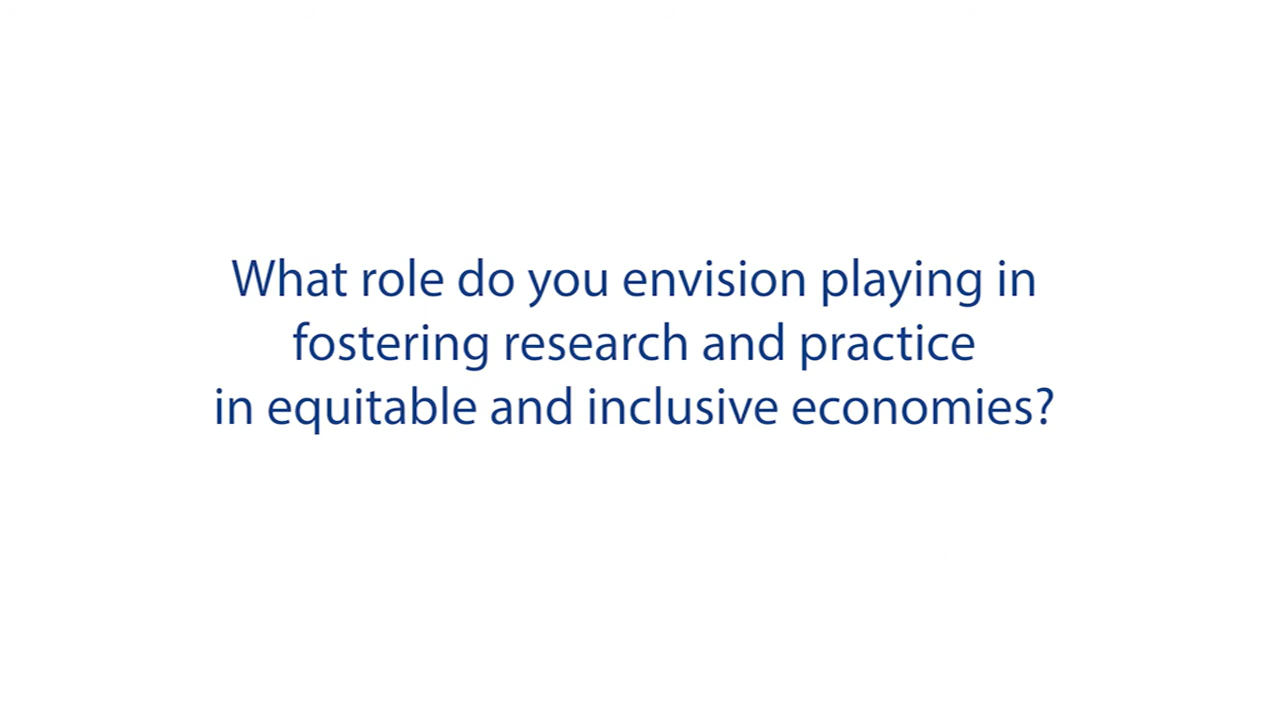 What role do you envision playing in
fostering research and practice
in equitable and inclusive economies?